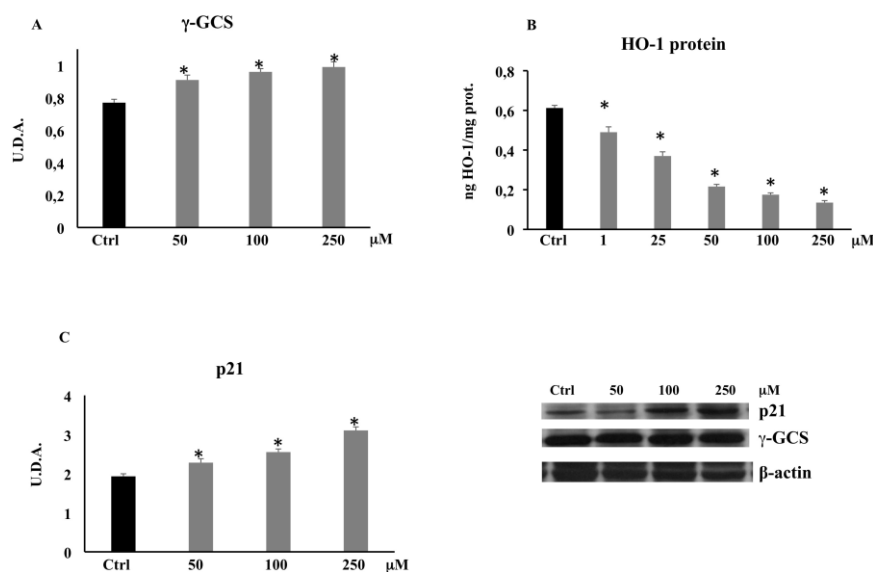 A
γ-GCS
U.D.A.
1
0,8
0,6
0,4
0,2
0
* * *
Ctrl 50 100 250 μM
B
HO-1 protein
ng HO-1/mg prot.
0,8
0,6
0,4
0,2
0
* * * * *
Ctrl 1 25 50 100 250 μM
C
p21
U.D.A.
4
3
2
1
0
* * *
Ctrl 50 100 250 μM
Ctrl 50 100 250 μM
p21
γ-GCS
β-actin